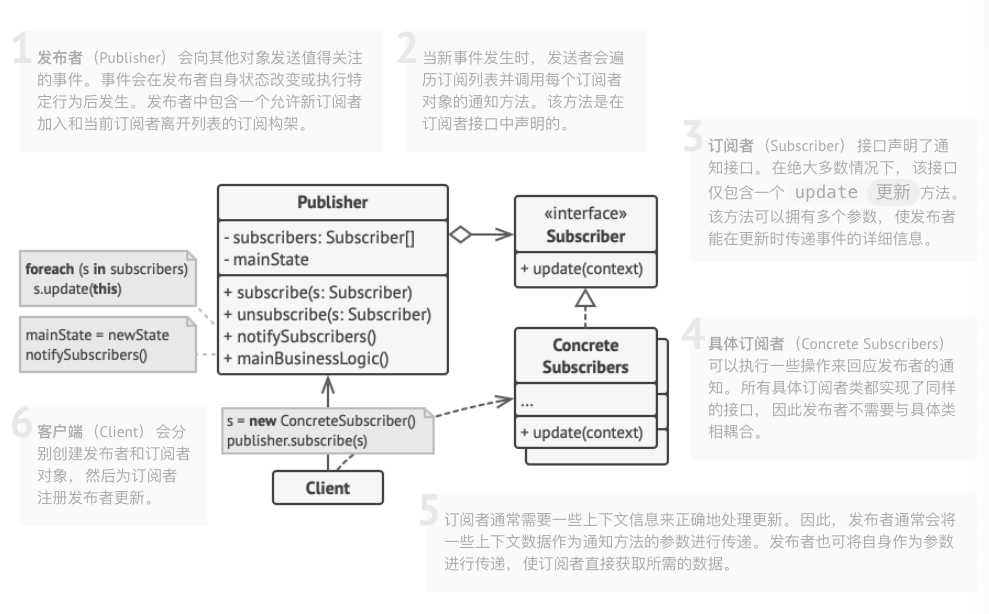 1
发布者 （Publisher） 会向其他对象发送值得关注
的事件。事件会在发布者自身状态改变或执行特
定行为后发生。发布者中包含一个允许新订阅者
加入和当前订阅者离开列表的订阅构架。
2
当新事件发生时， 发送者会遍
历订阅列表并调用每个订阅者
对象的通知方法。该方法是在
订阅者接口中声明的。
3
订阅者 （Subscriber） 接口声明了通
知接口。在绝大多数情况下， 该接口
仅包含一个 update 更新 方法。
该方法可以拥有多个参数， 使发布者
能在更新时传递事件的详细信息。
Publisher
- subscribers: Subscriber[]
- mainState
+ subscribe(s: Subscriber)
+ unsubscribe(s: Subscriber)
+ notifySubscribers()
+ mainBusinessLogic()
«interface»
Subscriber
+ update(context)
foreach (s in subscribers)
s.update(this)
mainState = newState
notifySubscribers()
Concrete
Subscribers
...
+ update(context)
4
具体订阅者 （Concrete Subscribers）
可以执行一些操作来回应发布者的通
知。所有具体订阅者类都实现了同样
的接口， 因此发布者不需要与具体类
相耦合。
6
客户端 （Client） 会分
别创建发布者和订阅者
对象， 然后为订阅者
注册发布者更新。
s = new ConcreteSubscriber()
publisher.subscribe(s)
Client
5
订阅者通常需要一些上下文信息来正确地处理更新。因此， 发布者通常会将
一些上下文数据作为通知方法的参数进行传递。发布者也可将自身作为参数
进行传递， 使订阅者直接获取所需的数据。